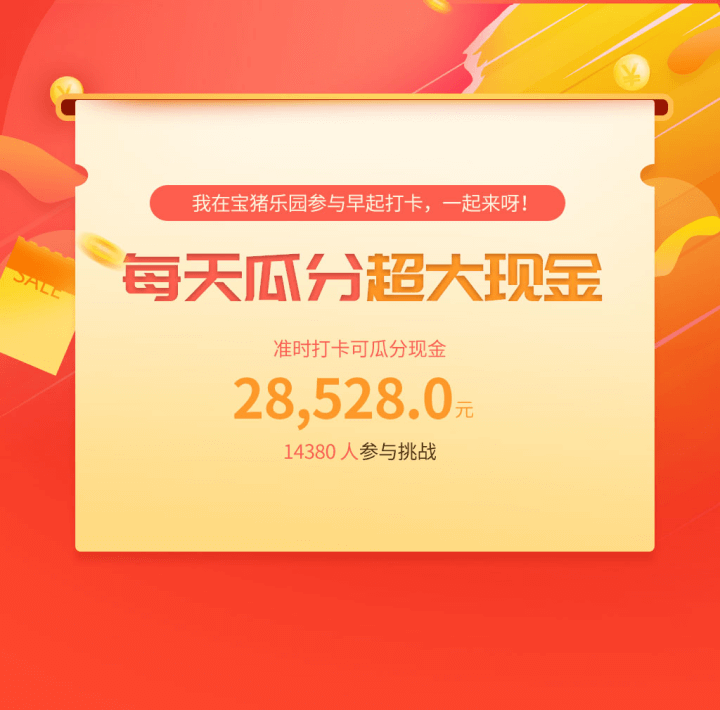 我在宝猪乐园参与早起打卡，一起来呀！
每天瓜分超大现金
SALE
准时打卡可瓜分现金
28,528.0元
14380 人参与挑战